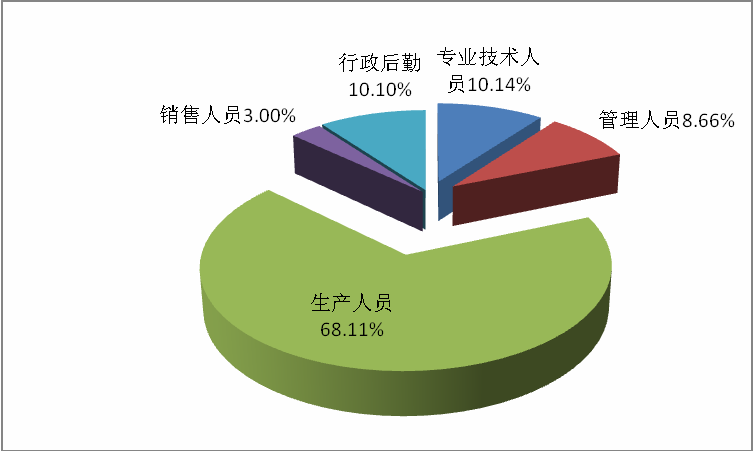 行政后勤
10.10%
专业技术人
员10.14%
销售人员3.00%
管理人员8.66%
生产人员
68.11%